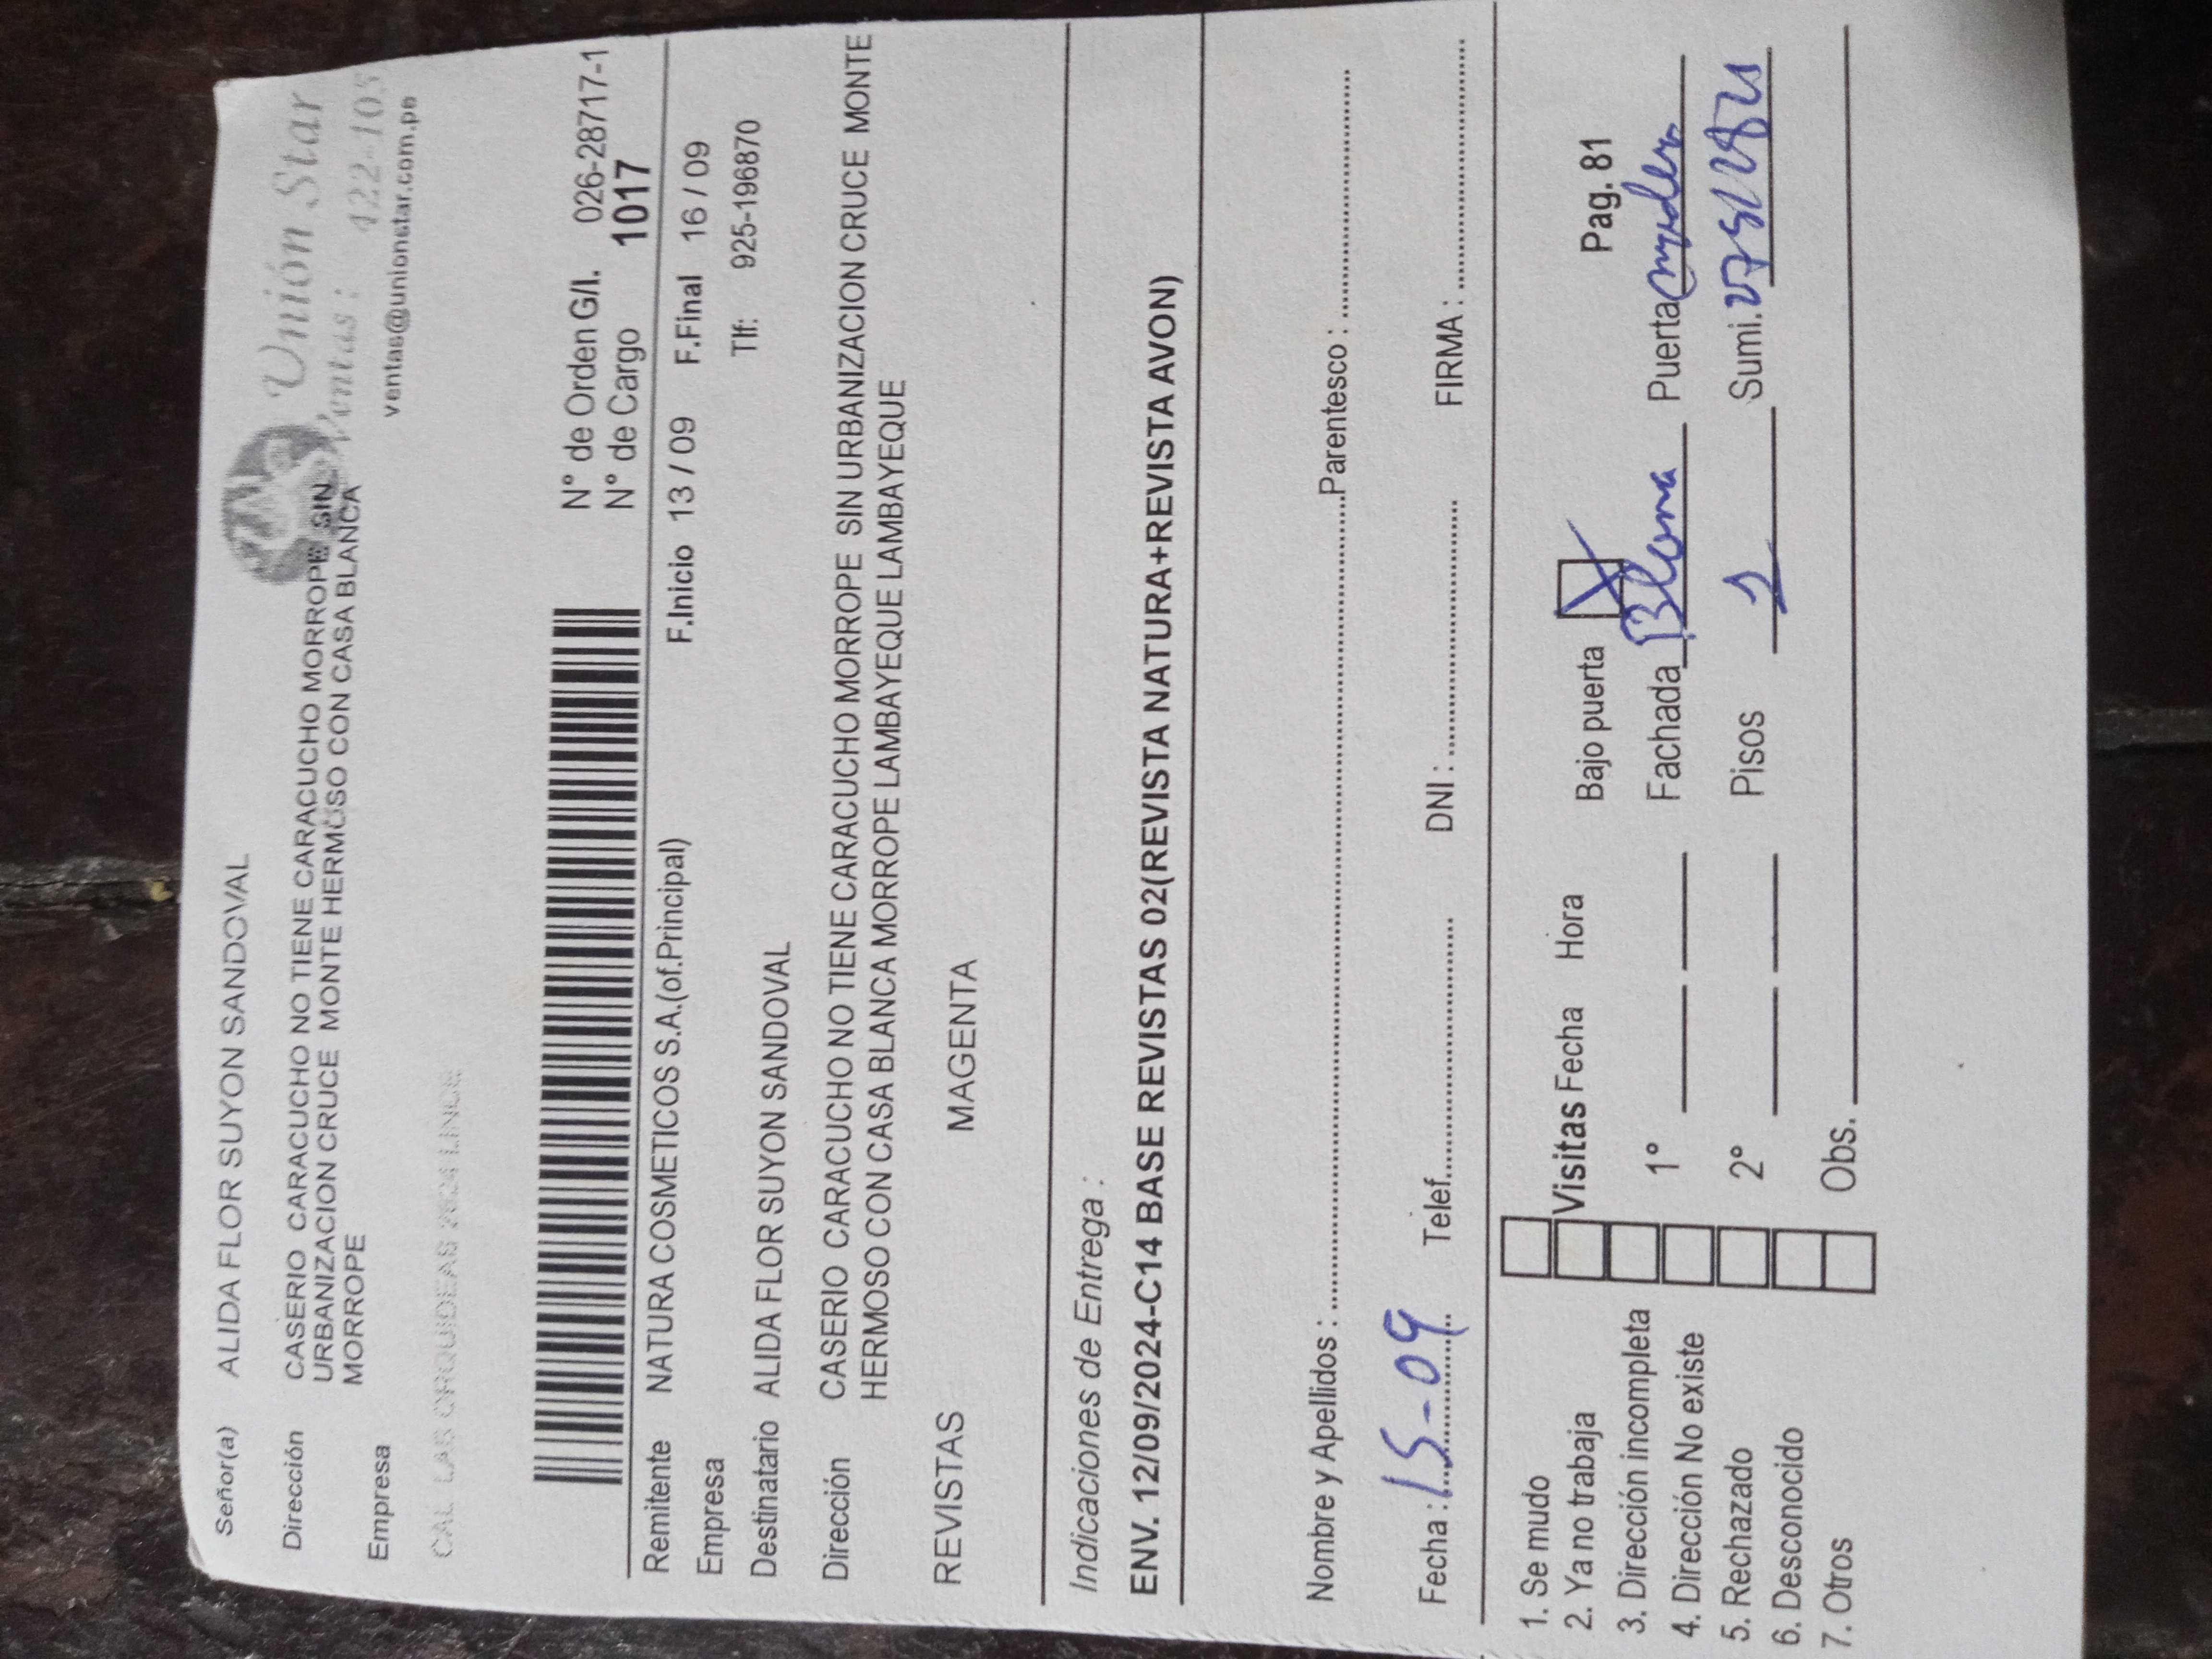 Señor(a) ALIDA FLOR SUYON SANDOVAL
Unión Star
Ventas : 422-105
ventas@unionstar.com.pe
Dirección CASERIO CARACUCHO NO TIENE CARACUCHO MORROPE SIN
URBANIZACION CRUCE MONTE HERMOSO CON CASA BLANCA
MORROPE
Empresa
CAL LAS ORQUIDEAS LINCE
N° de Orden G/I. 026-28717-1
N° de Cargo 1017
Remitente NATURA COSMETICOS S.A.(of.Principal) F.Inicio 13 / 09 F.Final 16 / 09
Empresa Tlf: 925-196870
Destinatario ALIDA FLOR SUYON SANDOVAL
Dirección CASERIO CARACUCHO NO TIENE CARACUCHO MORROPE SIN URBANIZACION CRUCE MONTE
HERMOSO CON CASA BLANCA MORROPE LAMBAYEQUE LAMBAYEQUE
REVISTAS MAGENTA
Indicaciones de Entrega :
ENV. 12/09/2024-C14 BASE REVISTAS 02(REVISTA NATURA+REVISTA AVON)
Nombre y Apellidos : Parentesco :
Fecha : 15-09 Telef. DNI : FIRMA :
1. Se mudo
2. Ya no trabaja
3. Dirección incompleta
4. Dirección No existe
5. Rechazado
6. Desconocido
7. Otros
Visitas Fecha Hora Bajo puerta X Pag. 81
1° Fachada Puerta
2° Pisos 1 Sumi.
Obs.